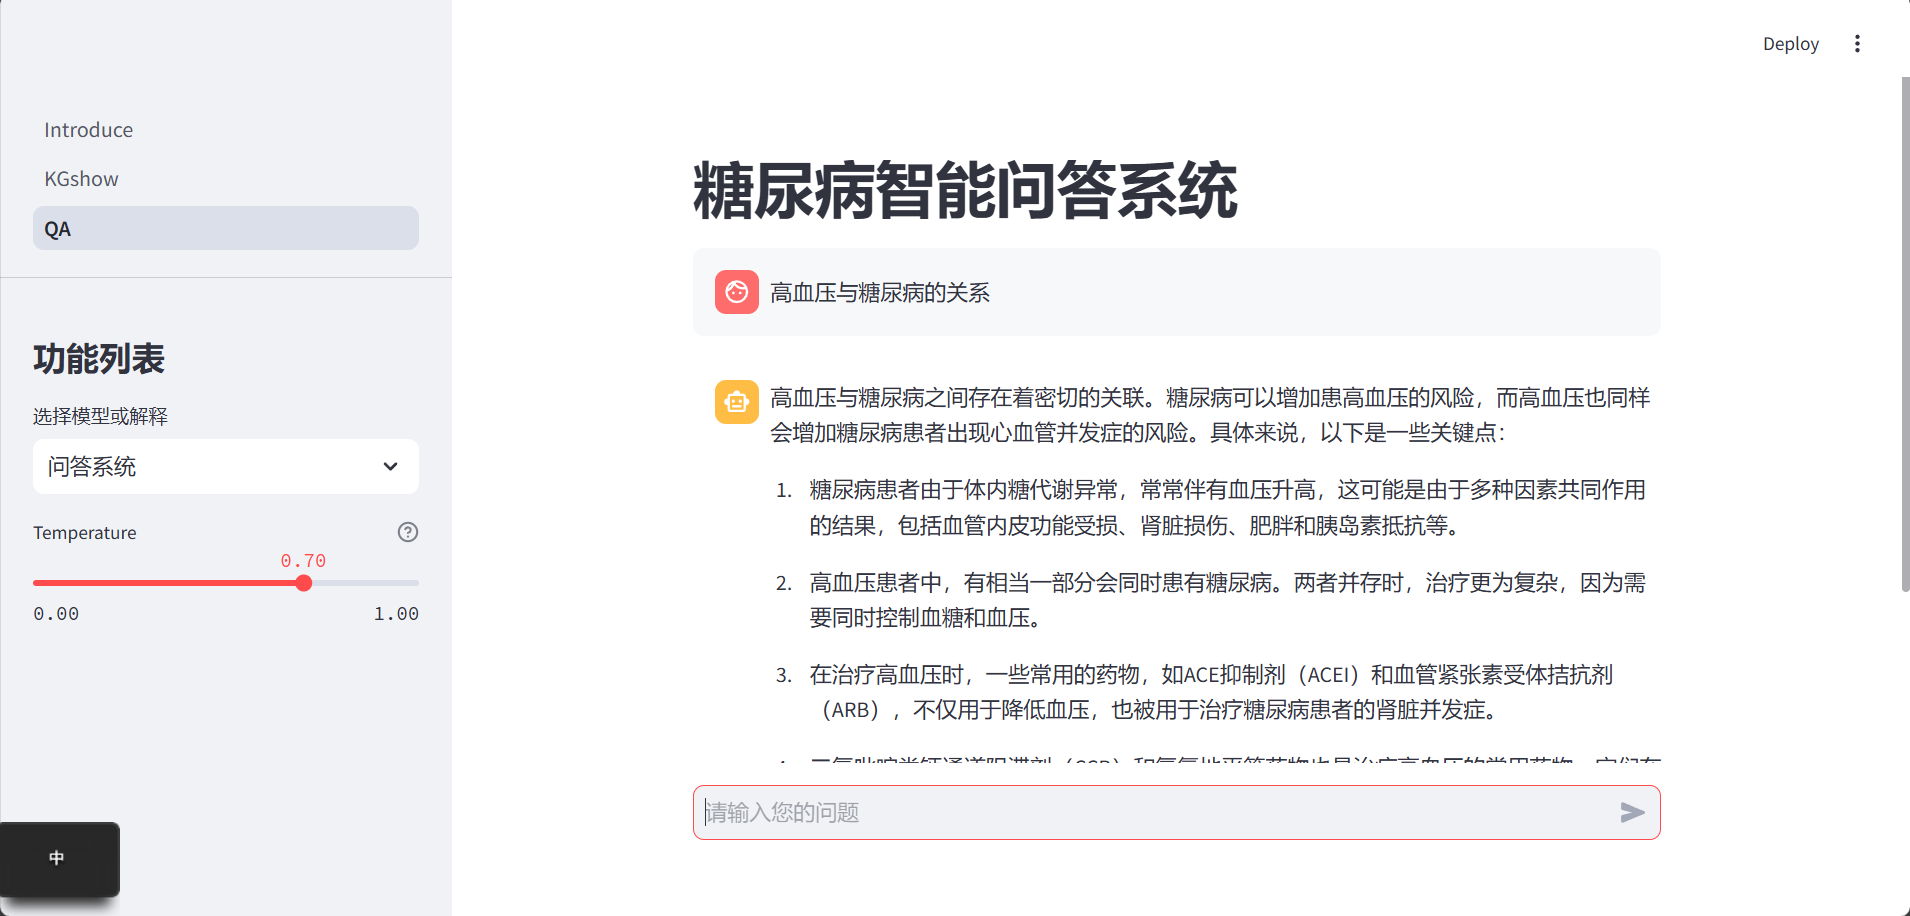 Deploy
Introduce
KGshow
QA
功能列表
选择模型或解释
问答系统
Temperature
0.70
0.00
1.00
中
糖尿病智能问答系统
高血压与糖尿病的关系
高血压与糖尿病之间存在着密切的关联。糖尿病可以增加患高血压的风险，而高血压也同样
会增加糖尿病患者出现心血管并发症的风险。具体来说，以下是一些关键点：
1. 糖尿病患者由于体内糖代谢异常，常常伴有血压升高，这可能是由于多种因素共同作用
的结果，包括血管内皮功能受损、肾脏损伤、肥胖和胰岛素抵抗等。
2. 高血压患者中，有相当一部分会同时患有糖尿病。两者并存时，治疗更为复杂，因为需
要同时控制血糖和血压。
3. 在治疗高血压时，一些常用的药物，如ACE抑制剂（ACEI）和血管紧张素受体拮抗剂
（ARB），不仅用于降低血压，也被用于治疗糖尿病患者的肾脏并发症。
请输入您的问题